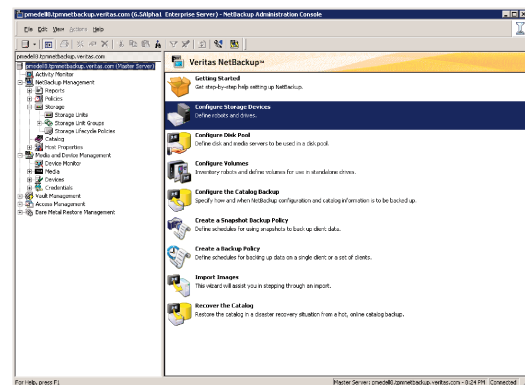 pmedell0.tpmnetbackup.veritas.com (6.5Alpha1 Enterprise Server) - NetBackup Administration Console
File Edit View Actions Help
pmedell0.tpmnetbackup.veritas.com
pmedell0.tpmnetbackup.veritas.com (Master Server)
Activity Monitor
NetBackup Management
Reports
Policies
Storage
Storage Units
Storage Unit Groups
Storage Lifecycle Policies
Catalog
Host Properties
Media and Device Management
Device Monitor
Media
Devices
Credentials
Vault Management
Access Management
Bare Metal Restore Management
Veritas NetBackup™
Getting Started
Get step-by-step help setting up NetBackup.
Configure Storage Devices
Define robots and drives.
Configure Disk Pool
Define disk and media servers to be used in a disk pool.
Configure Volumes
Inventory robots and define volumes for use in standalone drives.
Configure the Catalog Backup
Specify how and when NetBackup configuration and catalog information is to be backed up.
Create a Snapshot Backup Policy
Define schedules for using snapshots to back up client data.
Create a Backup Policy
Define schedules for backing up data on a single client or a set of clients.
Import Images
This wizard will assist you in stepping through an import.
Recover the Catalog
Restore the catalog in a disaster recovery situation from a hot, online catalog backup.
For Help, press F1
Master Server: pmedell0.tpmnetbackup.veritas.com - 8:24 PM Connected